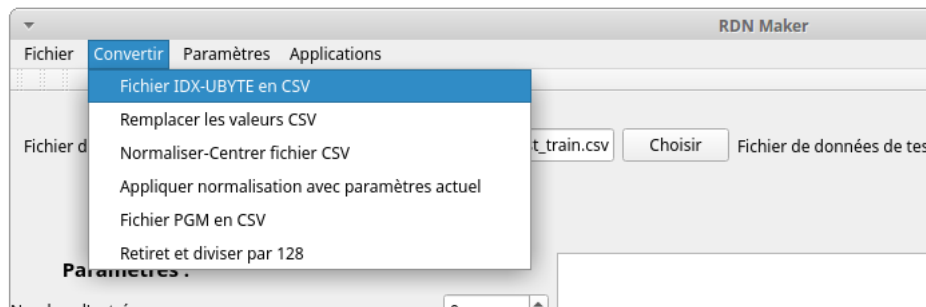 RDN Maker
Fichier Convertir Paramètres Applications
Fichier IDX-UBYTE en CSV
Remplacer les valeurs CSV
Fichier d t_train.csv Choisir Fichier de données de tes
Normaliser-Centrer fichier CSV
Appliquer normalisation avec paramètres actuel
Fichier PGM en CSV
Retiret et diviser par 128
Paramètres :